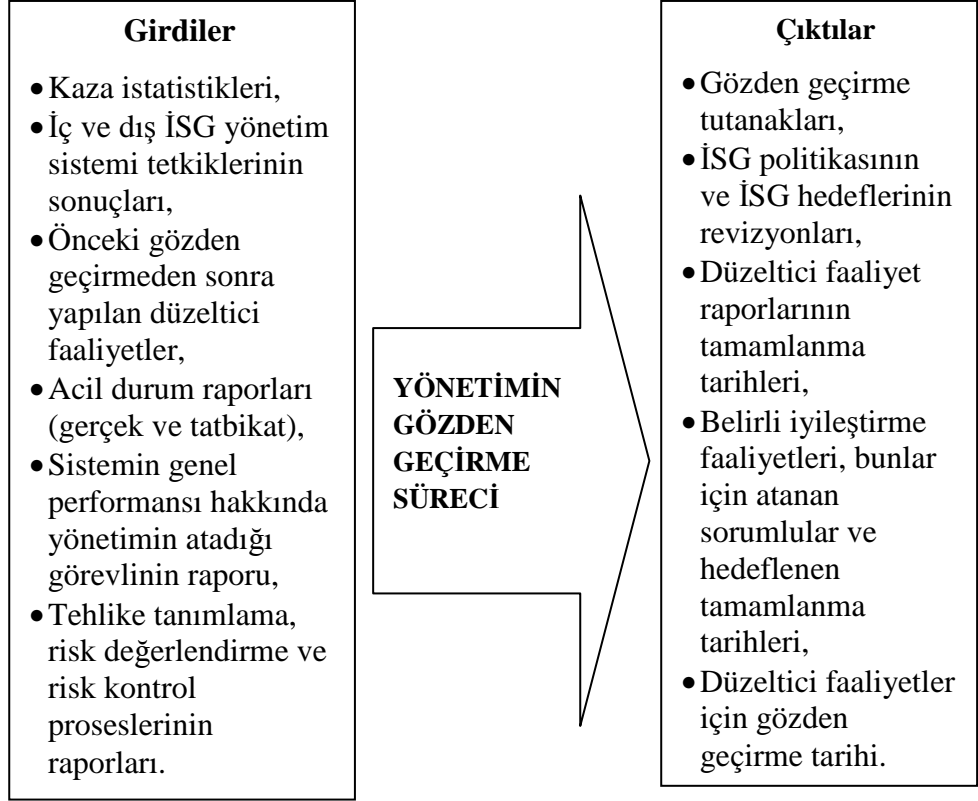 Girdiler
• Kaza istatistikleri,
• İç ve dış İSG yönetim
sistemi tetkiklerinin
sonuçları,
• Önceki gözden
geçirmeden sonra
yapılan düzeltici
faaliyetler,
• Acil durum raporları
(gerçek ve tatbikat),
• Sistemin genel
performansı hakkında
yönetimin atadığı
görevlinin raporu,
• Tehlike tanımlama,
risk değerlendirme ve
risk kontrol
proseslerinin
raporları.
YÖNETİMİN
GÖZDEN
GEÇİRME
SÜRECİ
Çıktılar
• Gözden geçirme
tutanakları,
• İSG politikasının
ve İSG hedeflerinin
revizyonları,
• Düzeltici faaliyet
raporlarının
tamamlanma
tarihleri,
• Belirli iyileştirme
faaliyetleri, bunlar
için atanan
sorumlular ve
hedeflenen
tamamlanma
tarihleri,
• Düzeltici faaliyetler
için gözden
geçirme tarihi.